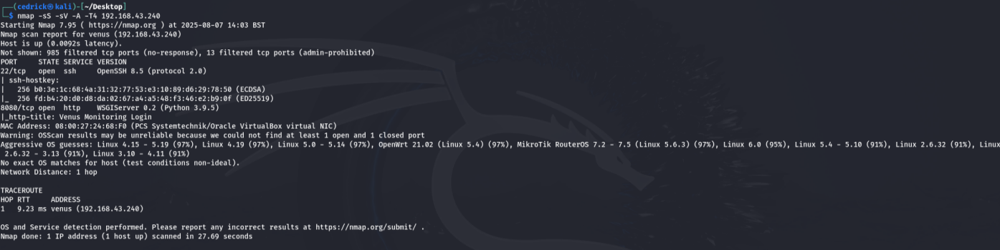 ┌──(cedrick㉿kali)-[~/Desktop]
└─$ nmap -sS -sV -A -T4 192.168.43.240
Starting Nmap 7.95 ( https://nmap.org ) at 2025-08-07 14:03 BST
Nmap scan report for venus (192.168.43.240)
Host is up (0.0092s latency).
Not shown: 985 filtered tcp ports (no-response), 13 filtered tcp ports (admin-prohibited)
PORT     STATE SERVICE VERSION
22/tcp   open  ssh     OpenSSH 8.5 (protocol 2.0)
| ssh-hostkey:
|   256 b0:3e:1c:68:4a:31:32:77:53:e3:10:89:d6:29:78:50 (ECDSA)
|_  256 fd:b4:20:d0:d8:da:02:67:a4:a5:48:f3:46:e2:b9:0f (ED25519)
8080/tcp open  http    WSGIServer 0.2 (Python 3.9.5)
|_http-title: Venus Monitoring Login
MAC Address: 08:00:27:24:68:F0 (PCS Systemtechnik/Oracle VirtualBox virtual NIC)
Warning: OSScan results may be unreliable because we could not find at least 1 open and 1 closed port
Aggressive OS guesses: Linux 4.15 - 5.19 (97%), Linux 4.19 (97%), Linux 5.0 - 5.14 (97%), OpenWrt 21.02 (Linux 5.4) (97%), MikroTik RouterOS 7.2 - 7.5 (Linux 5.6.3) (97%), Linux 6.0 (95%), Linux 5.4 - 5.10 (91%), Linux 2.6.32 (91%), Linux
2.6.32 - 3.13 (91%), Linux 3.10 - 4.11 (91%)
No exact OS matches for host (test conditions non-ideal).
Network Distance: 1 hop
TRACEROUTE
HOP RTT     ADDRESS
1   9.23 ms venus (192.168.43.240)
OS and Service detection performed. Please report any incorrect results at https://nmap.org/submit/ .
Nmap done: 1 IP address (1 host up) scanned in 27.69 seconds